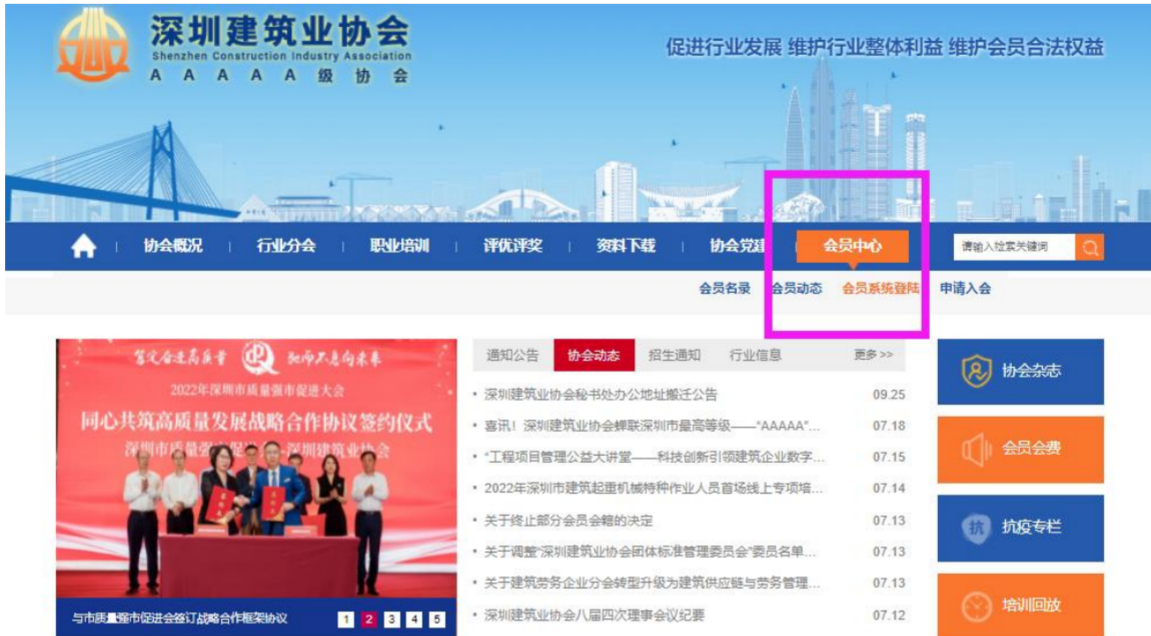 深圳建筑业协会
Shenzhen Construction Industry Association
AAAAA级协会
促进行业发展 维护行业整体利益 维护会员合法权益
协会概况 行业分会 职业培训 评优评奖 资料下载 协会党建 会员中心 请输入检索关键词
会员名录 会员动态 会员系统登陆 申请入会
2022年深圳市质量强市促进大会
同心共筑高质量发展战略合作协议签约仪式
与市质量强市促进会签订战略合作框架协议 1 2 3 4 5
通知公告 协会动态 招生通知 行业信息 更多 >>
• 深圳建筑业协会秘书处办公地址搬迁公告 09.25
• 喜讯！深圳建筑业协会蝉联深圳市最高等级——“AAAAA”... 07.18
• “工程项目管理公益大讲堂——科技创新引领建筑企业数字... 07.15
• 2022年深圳市建筑起重机械特种作业人员首场线上专项培... 07.14
• 关于终止部分会员会籍的决定 07.13
• 关于调整“深圳建筑业协会团体标准管理委员会”委员名单... 07.13
• 关于建筑劳务企业分会转型升级为建筑供应链与劳务管理... 07.13
• 深圳建筑业协会八届四次理事会议纪要 07.12
协会杂志
会员会费
抗 抗疫专栏
培训回放